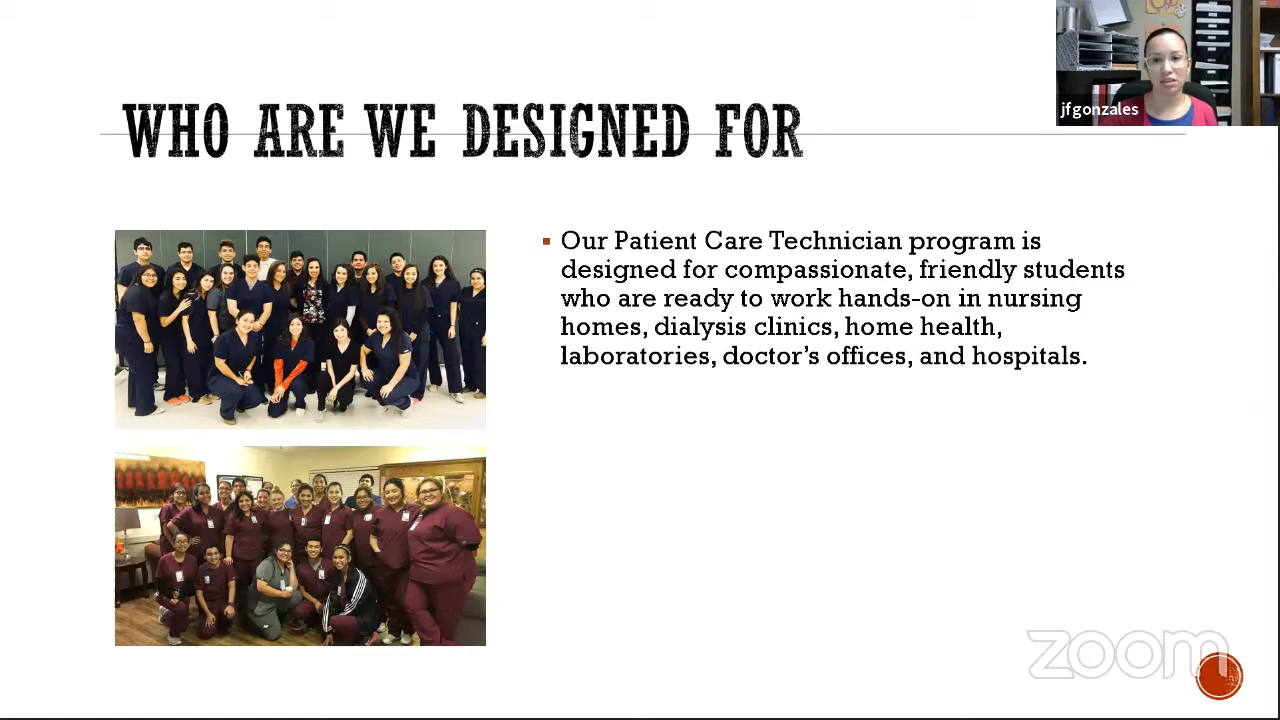 jfgonzales
WHO ARE WE DESIGNED FOR
Our Patient Care Technician program is
designed for compassionate, friendly students
who are ready to work hands-on in nursing
homes, dialysis clinics, home health,
laboratories, doctor's offices, and hospitals.
zoom